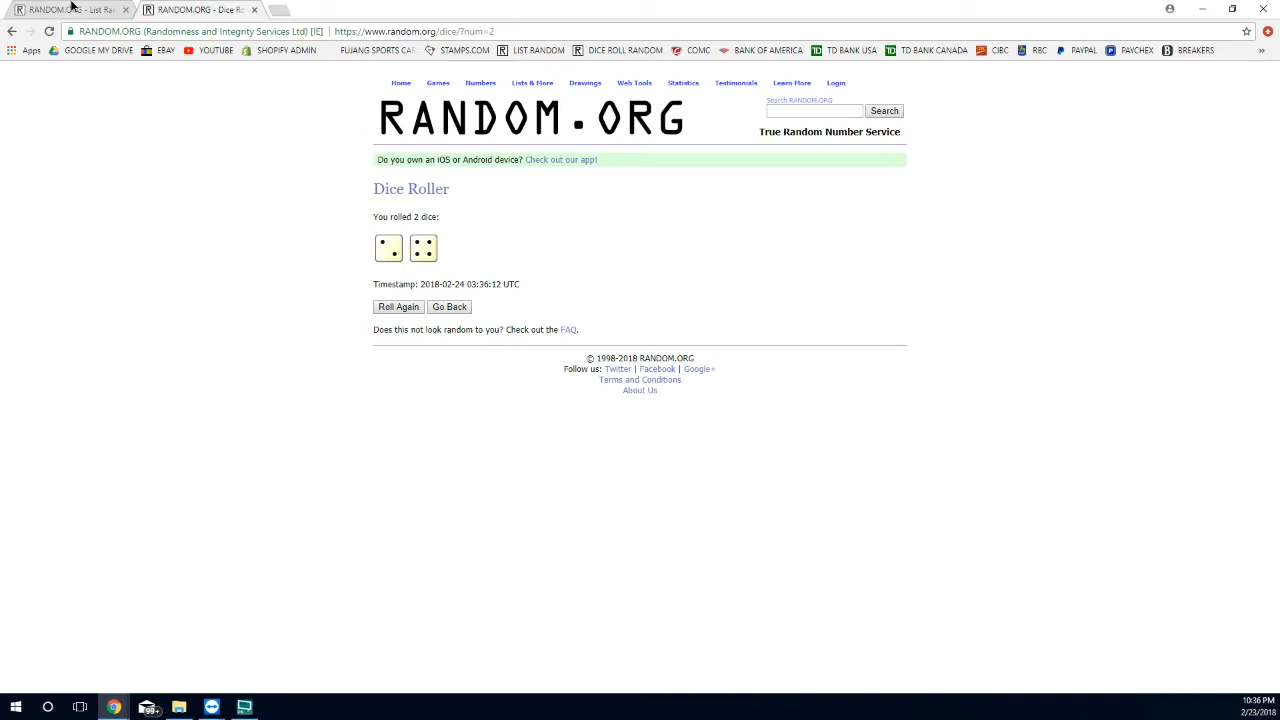 RANDOM.ORG - List Ran
RANDOM.ORG - Dice Ro
RANDOM.ORG (Randomness and Integrity Services Ltd) [IE]
https://www.random.org/dice/?num=2
Apps
GOOGLE MY DRIVE
EBAY
YOUTUBE
SHOPIFY ADMIN
FUJANG SPORTS CAR
STAMPS.COM
LIST RANDOM
DICE ROLL RANDOM
COMC
BANK OF AMERICA
TD BANK USA
TD BANK CANADA
CIBC
RBC
PAYPAL
PAYCHEX
BREAKERS
Home Games Numbers Lists & More Drawings Web Tools Statistics Testimonials Learn More Login
Search RANDOM.ORG
Search
RANDOM.ORG
True Random Number Service
Do you own an iOS or Android device? Check out our app!
Dice Roller
You rolled 2 dice:
Timestamp: 2018-02-24 03:36:12 UTC
Roll Again
Go Back
Does this not look random to you? Check out the FAQ.
© 1998-2018 RANDOM.ORG
Follow us: Twitter | Facebook | Google+
Terms and Conditions
About Us
99+
10:36 PM
2/23/2018